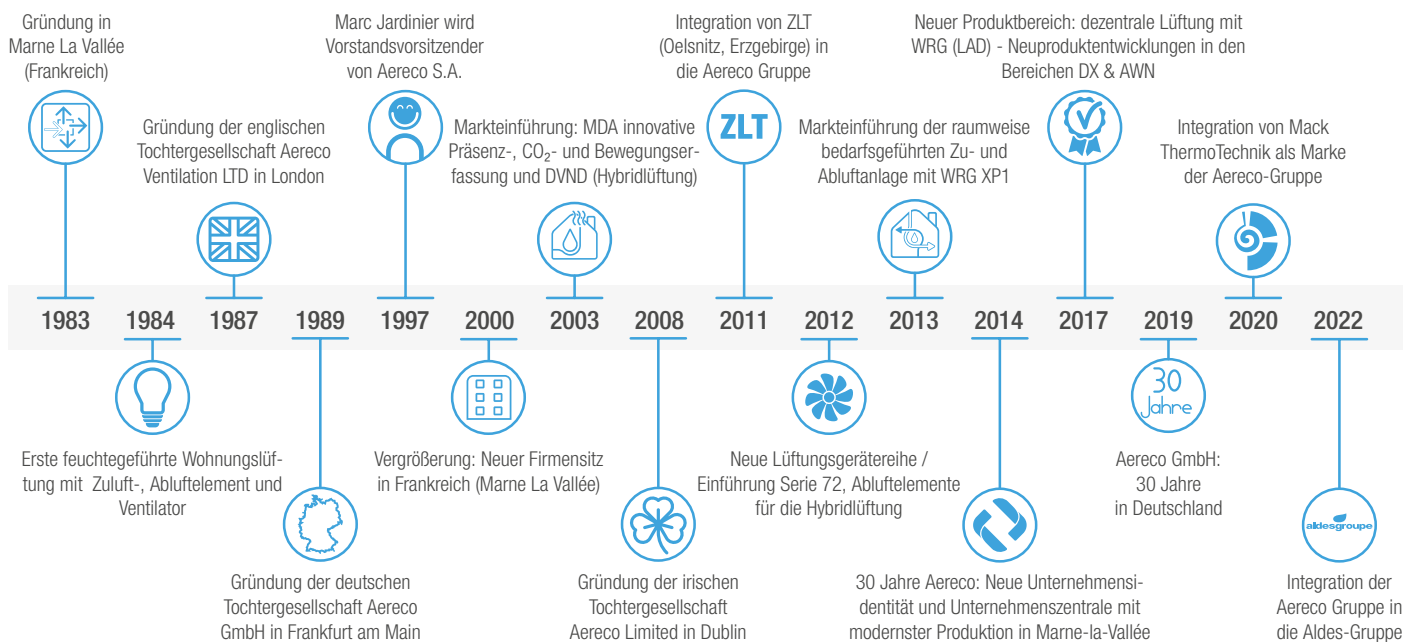 Gründung in
Marne La Vallée
(Frankreich)
Marc Jardinier wird
Vorstandsvorsitzender
von Aereco S.A.
Integration von ZLT
(Oelsnitz, Erzgebirge) in
die Aereco Gruppe
Neuer Produktbereich: dezentrale Lüftung mit
WRG (LAD) - Neuproduktentwicklungen in den
Bereichen DX & AWN
Gründung der englischen
Tochtergesellschaft Aereco
Ventilation LTD in London
Markteinführung: MDA innovative
Präsenz-, CO₂- und Bewegungser-
fassung und DVND (Hybridlüftung)
ZLT
Markteinführung der raumweise
bedarfsgeführten Zu- und
Abluftanlage mit WRG XP1
Integration von Mack
ThermoTechnik als Marke
der Aereco-Gruppe
1983 1984 1987 1989 1997 2000 2003 2008 2011 2012 2013 2014 2017 2019 2020 2022
30
Jahre
Erste feuchtegeführte Wohnungslüf-
tung mit Zuluft-, Abluftelement und
Ventilator
Vergrößerung: Neuer Firmensitz
in Frankreich (Marne La Vallée)
Neue Lüftungsgerätereihe /
Einführung Serie 72, Abluftelemente
für die Hybridlüftung
Aereco GmbH:
30 Jahre
in Deutschland
aldesgroupe
Gründung der deutschen
Tochtergesellschaft Aereco
GmbH in Frankfurt am Main
Gründung der irischen
Tochtergesellschaft
Aereco Limited in Dublin
30 Jahre Aereco: Neue Unternehmensi-
dentität und Unternehmenszentrale mit
modernster Produktion in Marne-la-Vallée
Integration der
Aereco Gruppe in
die Aldes-Gruppe